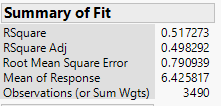 Summary of Fit
RSquare 0.517273
RSquare Adj 0.498292
Root Mean Square Error 0.790939
Mean of Response 6.425817
Observations (or Sum Wgts) 3490